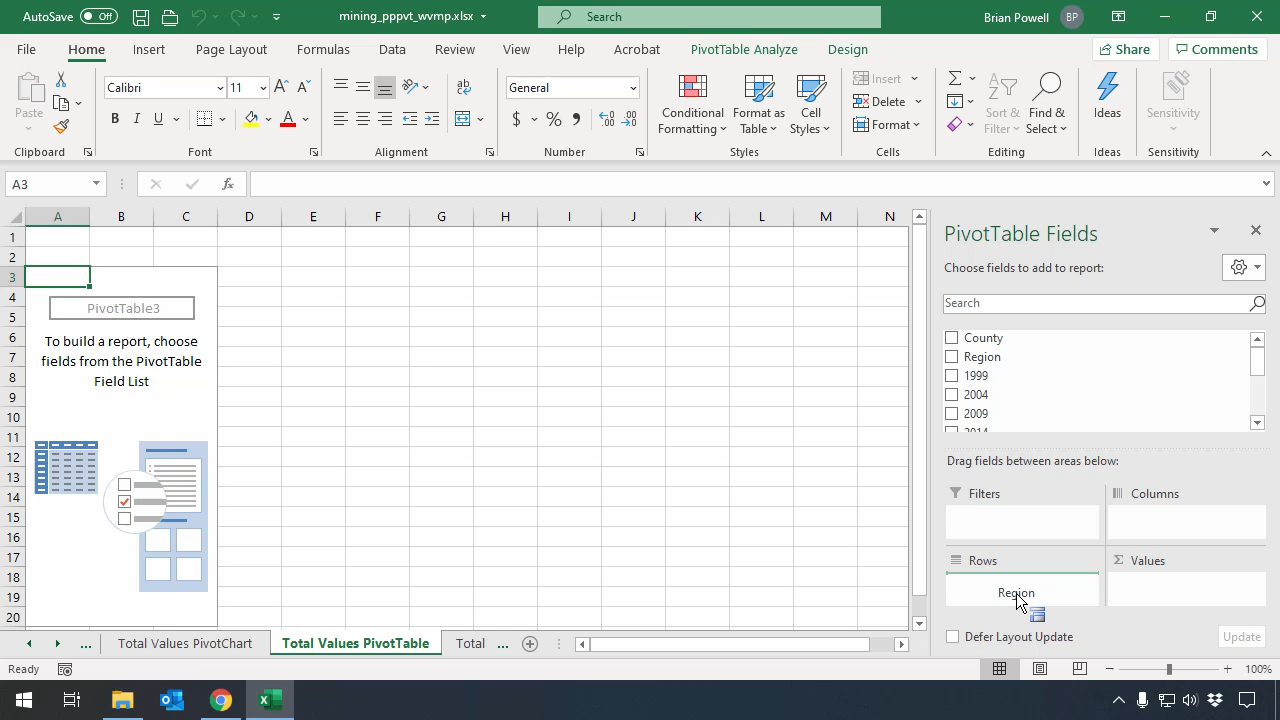 AutoSave Off mining_pppvt_wvmp.xlsx Search Brian Powell BP
File Home Insert Page Layout Formulas Data Review View Help Acrobat PivotTable Analyze Design Share Comments
Paste
Clipboard
Calibri 11
B I U A
Font
ab
Alignment
General
$ % ,
Number
Conditional Formatting
Format as Table
Cell Styles
Styles
Insert
Delete
Format
Cells
Sort & Filter
Find & Select
Editing
Ideas
Ideas
Sensitivity
Sensitivity
A3 fx
A B C D E F G H I J K L M N
1
2
3
4
5
6
7
8
9
10
11
12
13
14
15
16
17
18
19
20
PivotTable3
To build a report, choose
fields from the PivotTable
Field List
PivotTable Fields
Choose fields to add to report:
Search
County
Region
1999
2004
2009
2014
Drag fields between areas below:
Filters Columns
Rows Values
Region
Defer Layout Update Update
... Total Values PivotChart Total Values PivotTable Total ...
Ready 100%